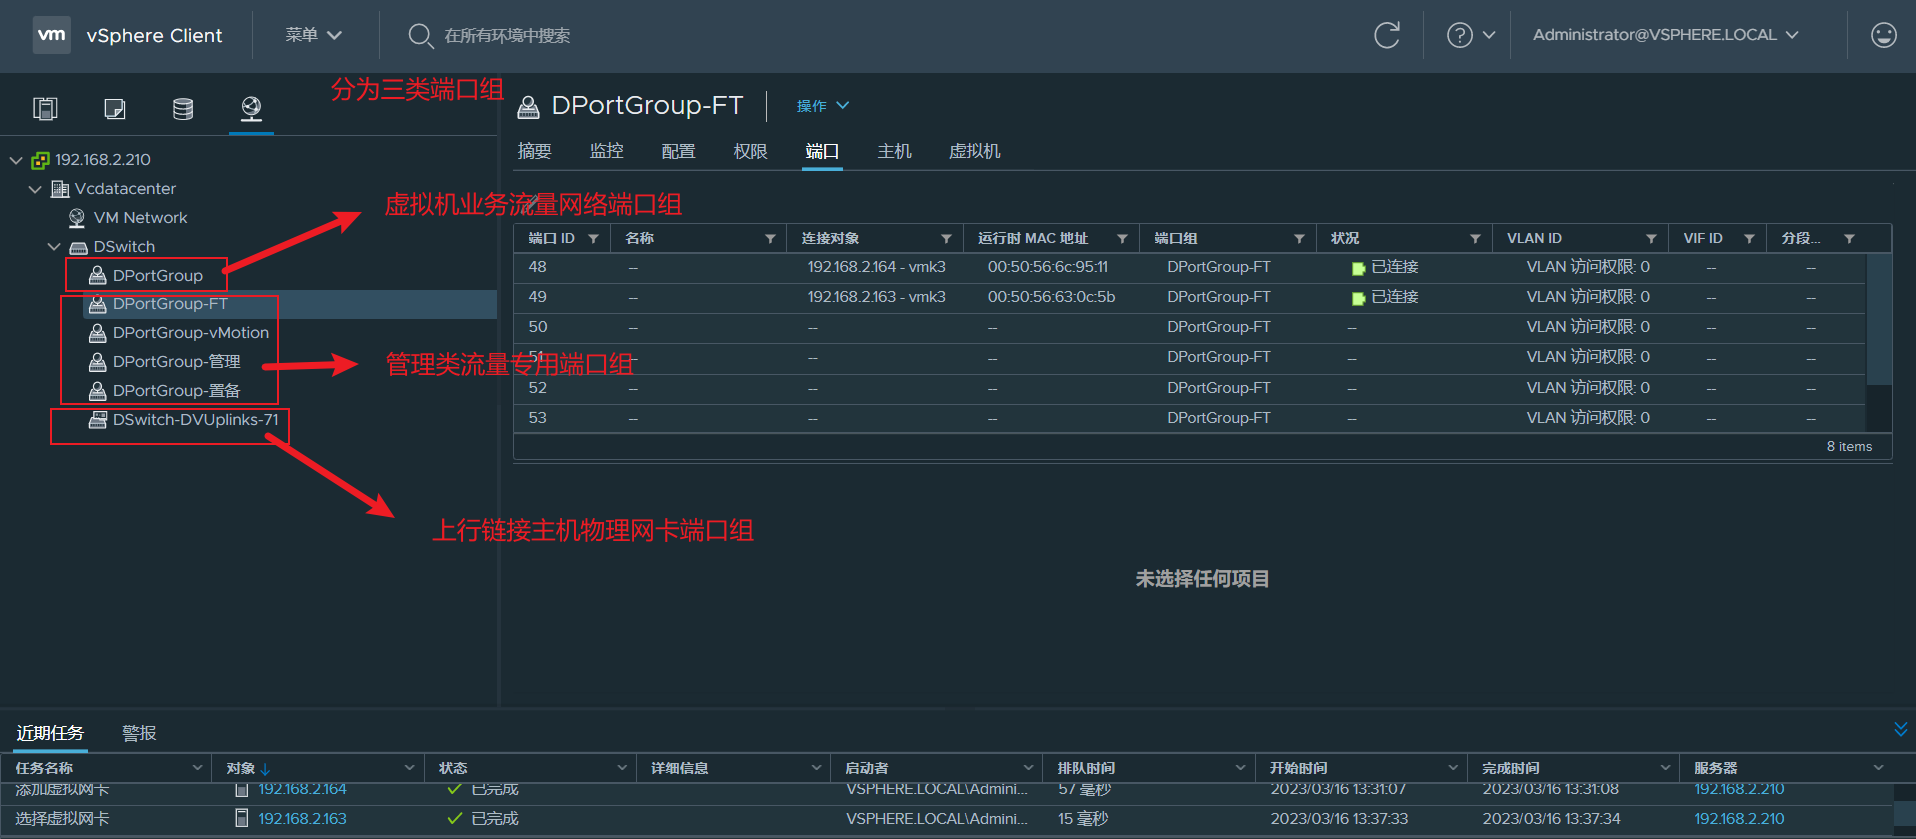 vm vSphere Client 菜单 在所有环境中搜索 Administrator@VSPHERE.LOCAL
分为三类端口组
DPortGroup-FT 操作
摘要 监控 配置 权限 端口 主机 虚拟机
192.168.2.210
Vcdatacenter
VM Network
DSwitch
DPortGroup
DPortGroup-FT
DPortGroup-vMotion
DPortGroup-管理
DPortGroup-置备
DSwitch-DVUplinks-71
虚拟机业务流量网络端口组
管理类流量专用端口组
上行链接主机物理网卡端口组
端口 ID 名称 连接对象 运行时 MAC 地址 端口组 状况 VLAN ID VIF ID 分段...
48 -- 192.168.2.164 - vmk3 00:50:56:6c:95:11 DPortGroup-FT 已连接 VLAN 访问权限: 0 -- --
49 -- 192.168.2.163 - vmk3 00:50:56:63:0c:5b DPortGroup-FT 已连接 VLAN 访问权限: 0 -- --
50 -- -- -- DPortGroup-FT -- VLAN 访问权限: 0 -- --
51 -- -- -- DPortGroup-FT -- VLAN 访问权限: 0 -- --
52 -- -- -- DPortGroup-FT -- VLAN 访问权限: 0 -- --
53 -- -- -- DPortGroup-FT -- VLAN 访问权限: 0 -- --
8 items
未选择任何项目
近期任务 警报
任务名称 对象 状态 详细信息 启动者 排队时间 开始时间 完成时间 服务器
添加虚拟网卡 192.168.2.164 已完成 VSPHERE.LOCAL\Admini... 57 毫秒 2023/03/16 13:31:07 2023/03/16 13:31:08 192.168.2.210
选择虚拟网卡 192.168.2.163 已完成 VSPHERE.LOCAL\Admini... 15 毫秒 2023/03/16 13:37:33 2023/03/16 13:37:34 192.168.2.210